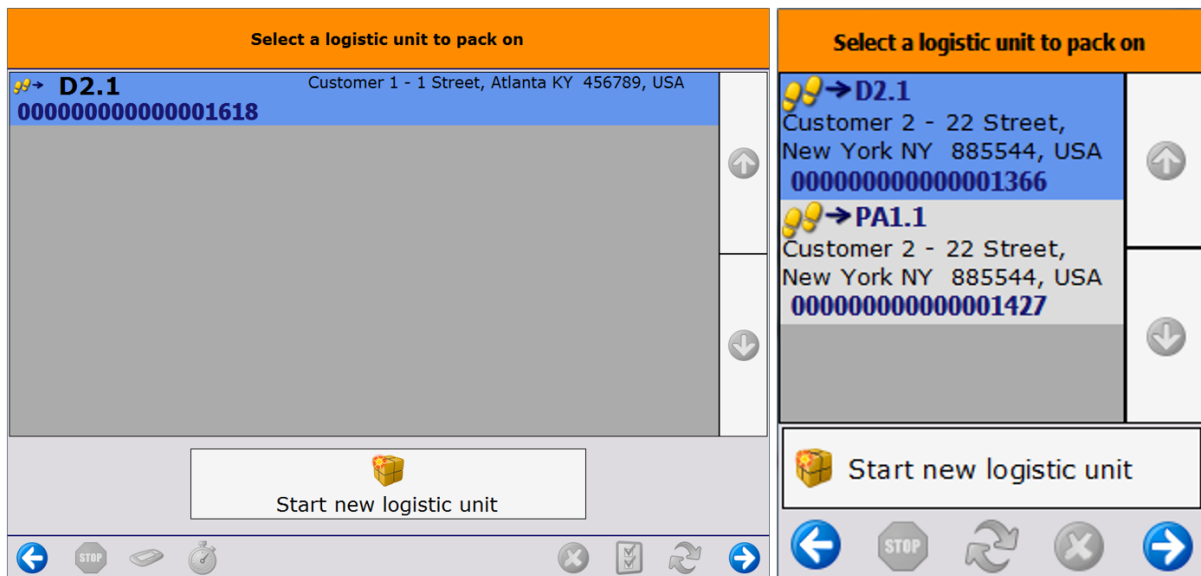 Select a logistic unit to pack on
D2.1 Customer 1 - 1 Street, Atlanta KY 456789, USA
000000000000001618
Start new logistic unit
STOP
Select a logistic unit to pack on
D2.1
Customer 2 - 22 Street,
New York NY 885544, USA
000000000000001366
PA1.1
Customer 2 - 22 Street,
New York NY 885544, USA
000000000000001427
Start new logistic unit
STOP